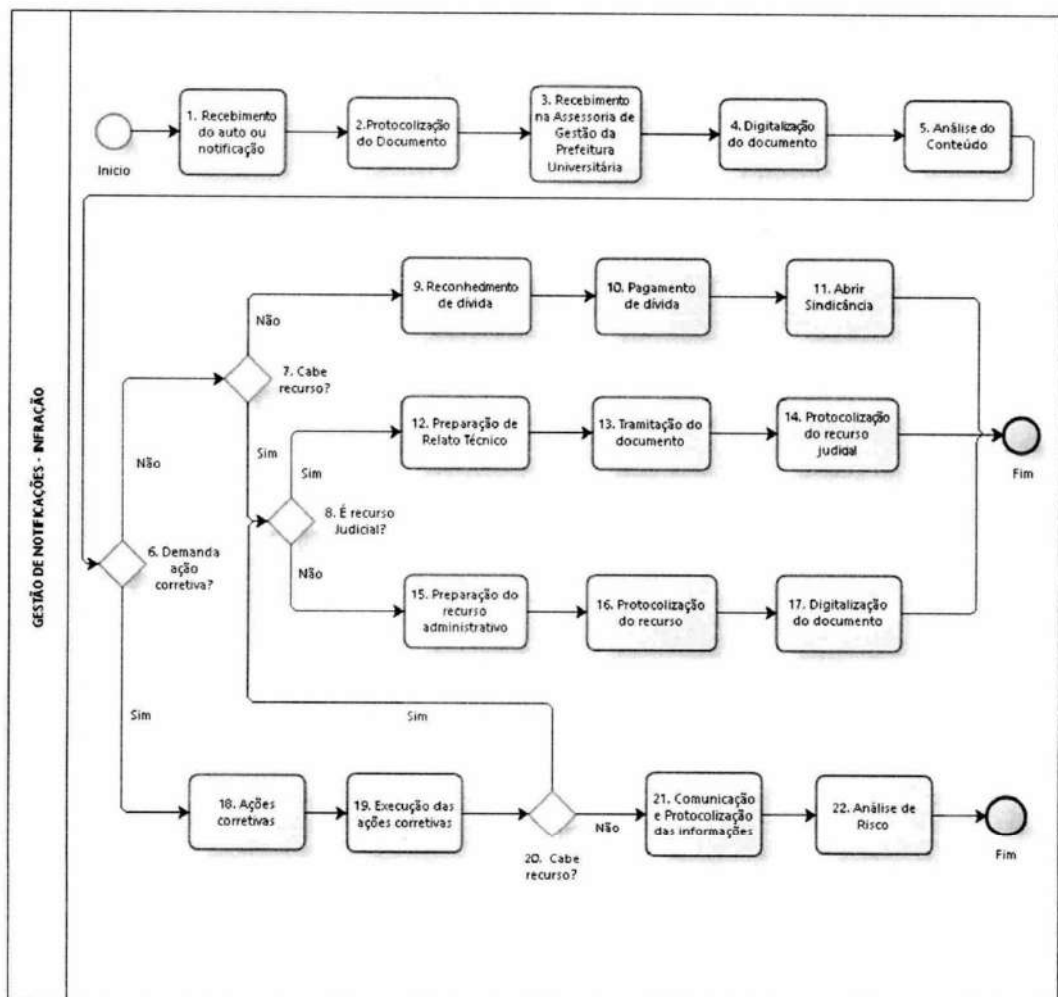 GESTÃO DE NOTIFICAÇÕES - INFRAÇÃO
Inicio
1. Recebimento
do auto ou
notificação
2.Protocolização
do Documento
3. Recebimento
na Assessoria de
Gestão da
Prefeitura
Universitária
4. Digitalização
do documento
5. Análise do
Conteúdo
6. Demanda
ação
corretiva?
Não
Sim
7. Cabe
recurso?
Não
Sim
8. É recurso
Judicial?
Sim
Não
9. Reconhecimento
de dívida
10. Pagamento
de dívida
11. Abrir
Sindicância
12. Preparação de
Relato Técnico
13. Tramitação do
documento
14. Protocolização
do recurso
judicial
Fim
15. Preparação do
recurso
administrativo
16. Protocolização
do recurso
17. Digitalização
do documento
18. Ações
corretivas
19. Execução das
ações corretivas
20. Cabe
recurso?
Sim
Não
21. Comunicação
e Protocolização
das informações
22. Análise de
Risco
Fim